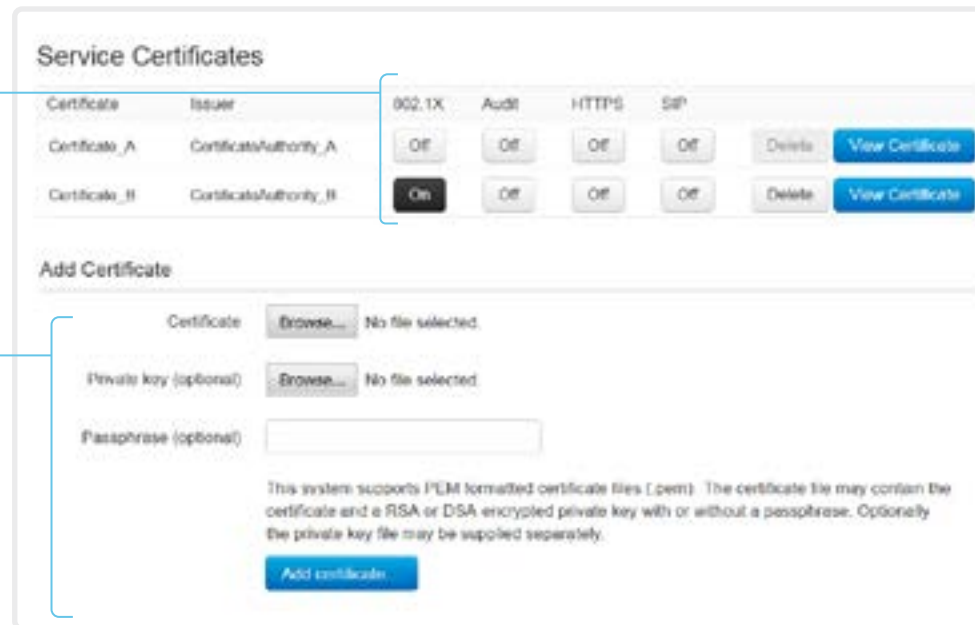 Service Certificates
Certificate Issuer 802.1X Audit HTTPS SIP
Certificate_A CertificateAuthority_A Off Off Off Off Delete View Certificate
Certificate_B CertificateAuthority_B On Off Off Off Delete View Certificate
Add Certificate
Certificate Browse... No file selected.
Private key (optional) Browse... No file selected.
Passphrase (optional)
This system supports PEM formatted certificate files (.pem). The certificate file may contain the
certificate and a RSA or DSA encrypted private key with or without a passphrase. Optionally
the private key file may be supplied separately.
Add certificate...